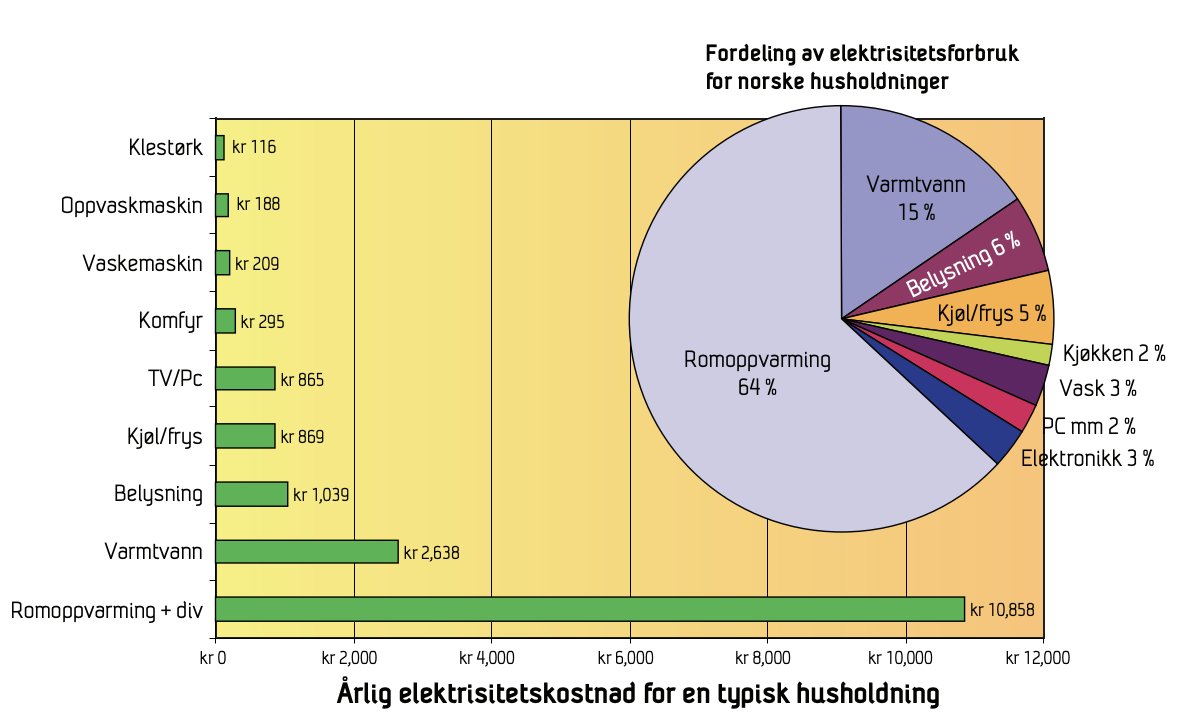 Fordeling av elektrisitetsforbruk
for norske husholdninger
Klestørk
kr 116
Oppvaskmaskin
kr 188
Vaskemaskin
kr 209
Komfyr
kr 295
TV/Pc
kr 865
Kjøl/frys
kr 869
Belysning
kr 1,039
Varmtvann
kr 2,638
Romoppvarming + div
kr 10,858
kr 0
kr 2,000
kr 4,000
kr 6,000
kr 8,000
kr 10,000
kr 12,000
Årlig elektrisitetskostnad for en typisk husholdning
Varmtvann
15 %
Belysning 6 %
Kjøl/frys 5 %
Kjøkken 2 %
Vask 3 %
PC mm 2 %
Elektronikk 3 %
Romoppvarming
64 %